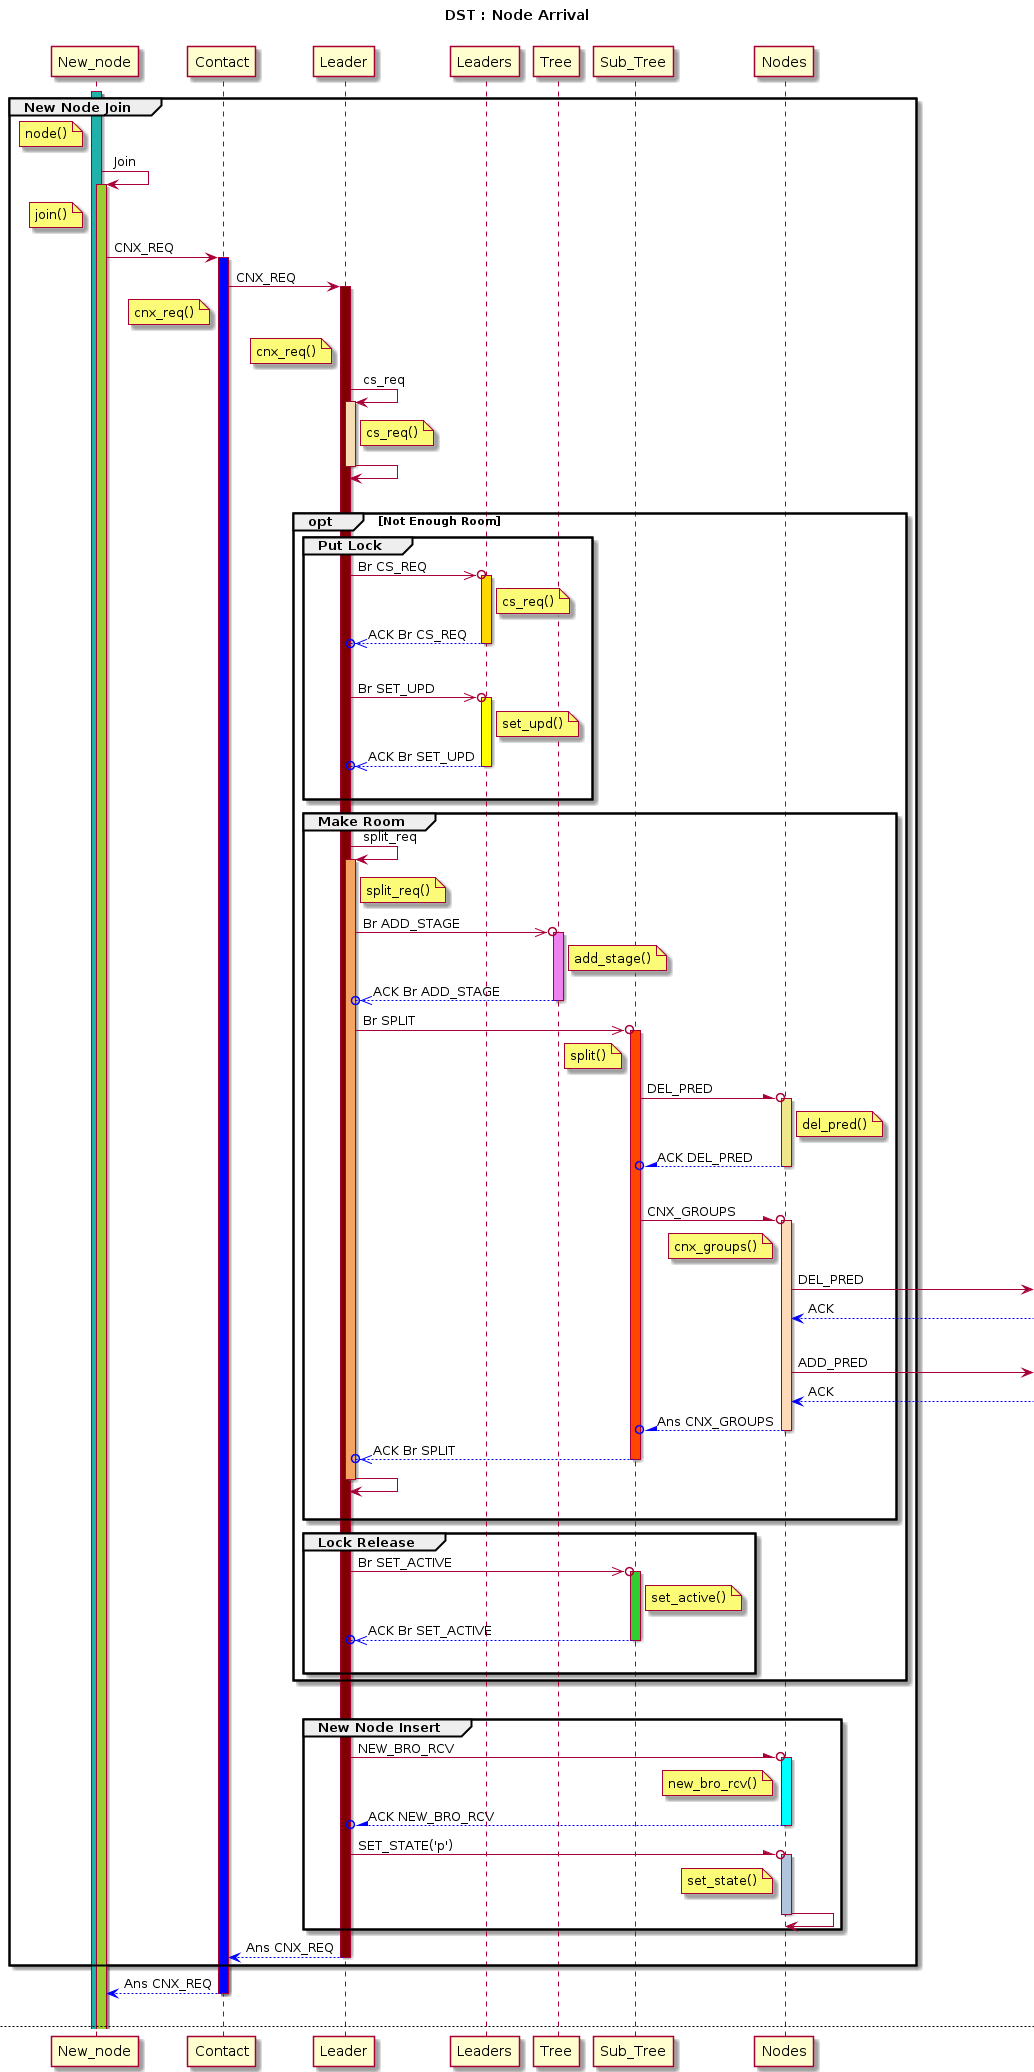 DST : Node Arrival
New_node Contact Leader Leaders Tree Sub_Tree Nodes
New Node Join
node()
Join
join()
CNX_REQ
CNX_REQ
cnx_req()
cnx_req()
cs_req
cs_req()
opt [Not Enough Room]
Put Lock
Br CS_REQ
cs_req()
ACK Br CS_REQ
Br SET_UPD
set_upd()
ACK Br SET_UPD
Make Room
split_req
split_req()
Br ADD_STAGE
add_stage()
ACK Br ADD_STAGE
Br SPLIT
split()
DEL_PRED
del_pred()
ACK DEL_PRED
CNX_GROUPS
cnx_groups()
DEL_PRED
ACK
ADD_PRED
ACK
Ans CNX_GROUPS
ACK Br SPLIT
Lock Release
Br SET_ACTIVE
set_active()
ACK Br SET_ACTIVE
New Node Insert
NEW_BRO_RCV
new_bro_rcv()
ACK NEW_BRO_RCV
SET_STATE('p')
set_state()
Ans CNX_REQ
Ans CNX_REQ
New_node Contact Leader Leaders Tree Sub_Tree Nodes